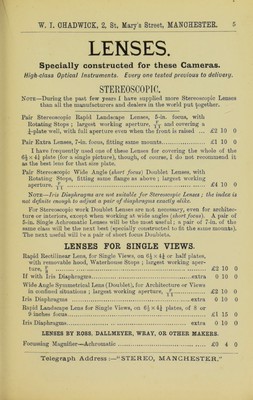 W. I. CHADWICK, 2, St. Mary's Street, MANCHESTER. 5
LENSES.
Specially constructed for these Cameras.
High-class Optical Instruments. Every one tested previous to delivery.
STEREOSCOPIC.
NOTE.—During the past few years I have supplied more Stereoscopic Lenses
than all the manufacturers and dealers in the world put together.
Pair Stereoscopic Rapid Landscape Lenses, 5-in. focus, with
Rotating Stops; largest working aperture, F/11 and covering a
½-plate well, with full aperture even when the front is raised ... £2 10 0
Pair Extra Lenses, 7-in. focus, fitting same mounts ... £1 10 0
I have frequently used one of these Lenses for covering the whole of the
6½ × 4¾ plate (for a single picture), though, of course, I do not recommend it
as the best lens for that size plate.
Pair Stereoscopic Wide Angle (short focus) Doublet Lenses, with
Rotating Stops, fitting same flange as above; largest working
aperture, F/11 ... £4 10 0
NOTE.—Iris Diaphragms are not suitable for Stereoscopic Lenses; the index is
not definite enough to adjust a pair of diaphragms exactly alike.
For Stereoscopic work Doublet Lenses are not necessary, even for architec-
ture or interiors, except when working at wide angles (short focus). A pair of
5-in. Single Achromatic Lenses will be the most useful; a pair of 7-in. of the
same class will be the next best (specially constructed to fit the same mounts).
The next useful will be a pair of short focus Doublets.
LENSES FOR SINGLE VIEWS.
Rapid Rectilinear Lens, for Single Views, on 6½ × 4¾ or half plates,
with removable hood, Waterhouse Stops; largest working aper-
ture, F/8 ... £2 10 0
If with Iris Diaphragms ... extra 0 10 0
Wide Angle Symmetrical Lens (Doublet), for Architecture or Views
in confined situations; largest working aperture, F/11 ... £2 10 0
Iris Diaphragms ... extra 0 10 0
Rapid Landscape Lens for Single Views, on 6½ × 4¾ plates, of 8 or
9 inches focus ... £1 15 0
Iris Diaphragms ... extra 0 10 0
LENSES BY ROSS, DALLMEYER, WRAY, OR OTHER MAKERS.
Focussing Magnifier—Achromatic ... £0 4 0
Telegraph Address:—"STEREO, MANCHESTER."